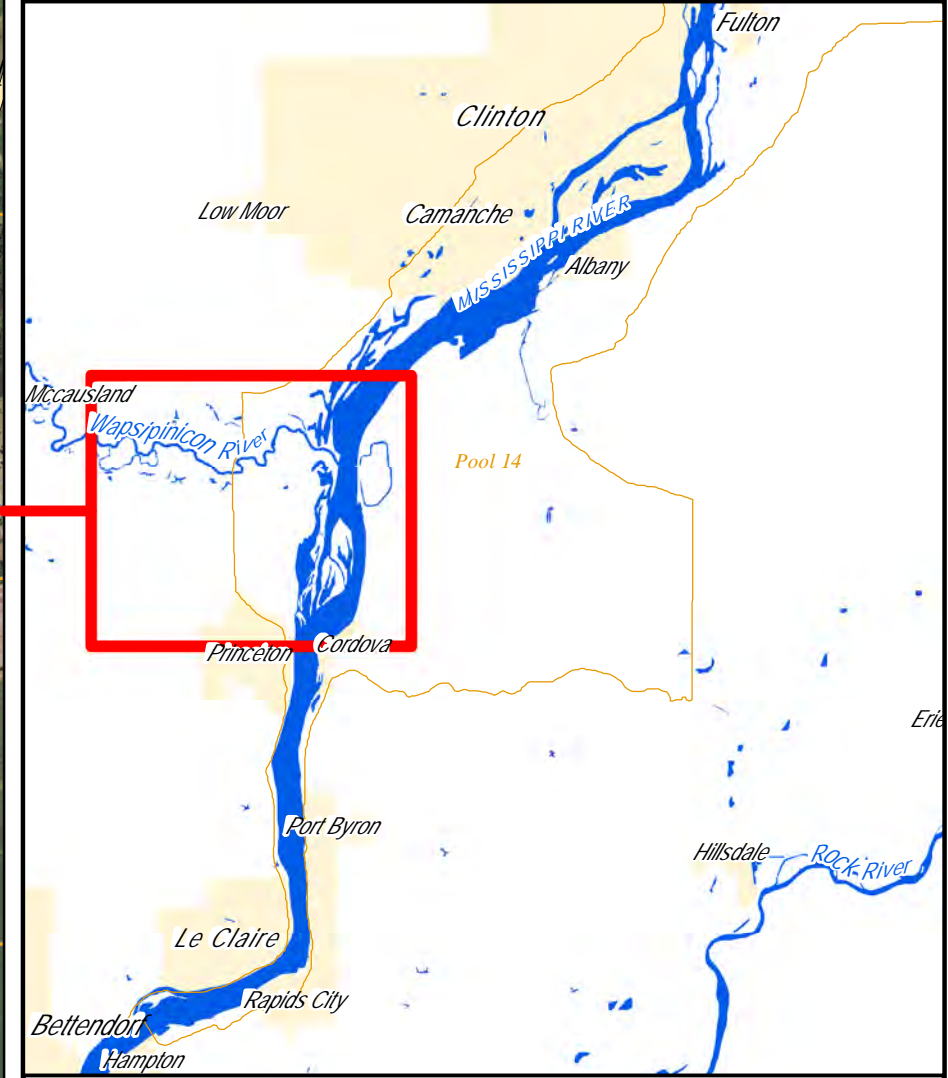 Fulton
Clinton
Low Moor
Camanche
MISSISSIPPI RIVER
Albany
Mccausland
Wapsipinicon River
Pool 14
Princeton
Cordova
Erie
Port Byron
Hillsdale
ROCK RIVER
Le Claire
Rapids City
Bettendorf
Hampton